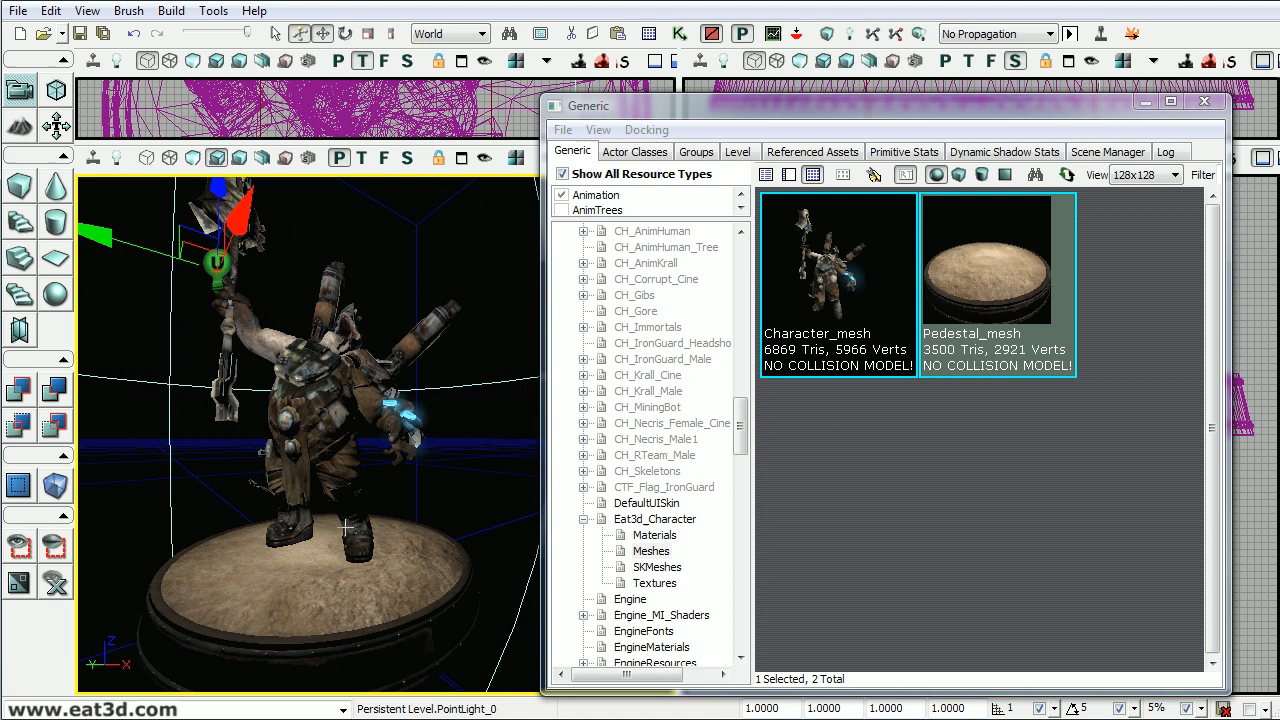 File Edit View Brush Build Tools Help
World No Propagation
P T F S
P T F S
P T F S
Generic
File View Docking
Generic Actor Classes Groups Level Referenced Assets Primitive Stats Dynamic Shadow Stats Scene Manager Log
Show All Resource Types
View 128x128 Filter
Animation
AnimTrees
CH_AnimHuman
CH_AnimHuman_Tree
CH_AnimKrall
CH_Corrupt_Cine
CH_Gibs
CH_Gore
CH_Immortals
CH_IronGuard_Headsho
CH_IronGuard_Male
CH_Krall_Cine
CH_Krall_Male
CH_MiningBot
CH_Necris_Female_Cine
CH_Necris_Male1
CH_RTeam_Male
CH_Skeletons
CTF_Flag_IronGuard
DefaultUISkin
Eat3d_Character
Materials
Meshes
SKMeshes
Textures
Engine
Engine_MI_Shaders
EngineFonts
EngineMaterials
EngineResources
Character_mesh
6869 Tris, 5966 Verts
NO COLLISION MODEL!
Pedestal_mesh
3500 Tris, 2921 Verts
NO COLLISION MODEL!
1 Selected, 2 Total
Z
Y X
www.eat3d.com
Persistent Level.PointLight_0
1.0000 1.0000 1.0000 1.0000 1 5 5%